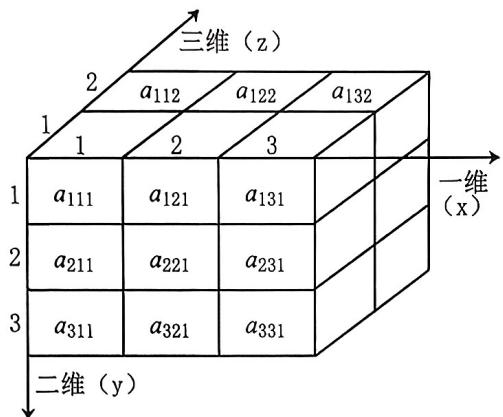 三维（z）
2
a₁₁₂ a₁₂₂ a₁₃₂
1
1 2 3
一维
（x）
1 a₁₁₁ a₁₂₁ a₁₃₁
2 a₂₁₁ a₂₂₁ a₂₃₁
3 a₃₁₁ a₃₂₁ a₃₃₁
二维（y）